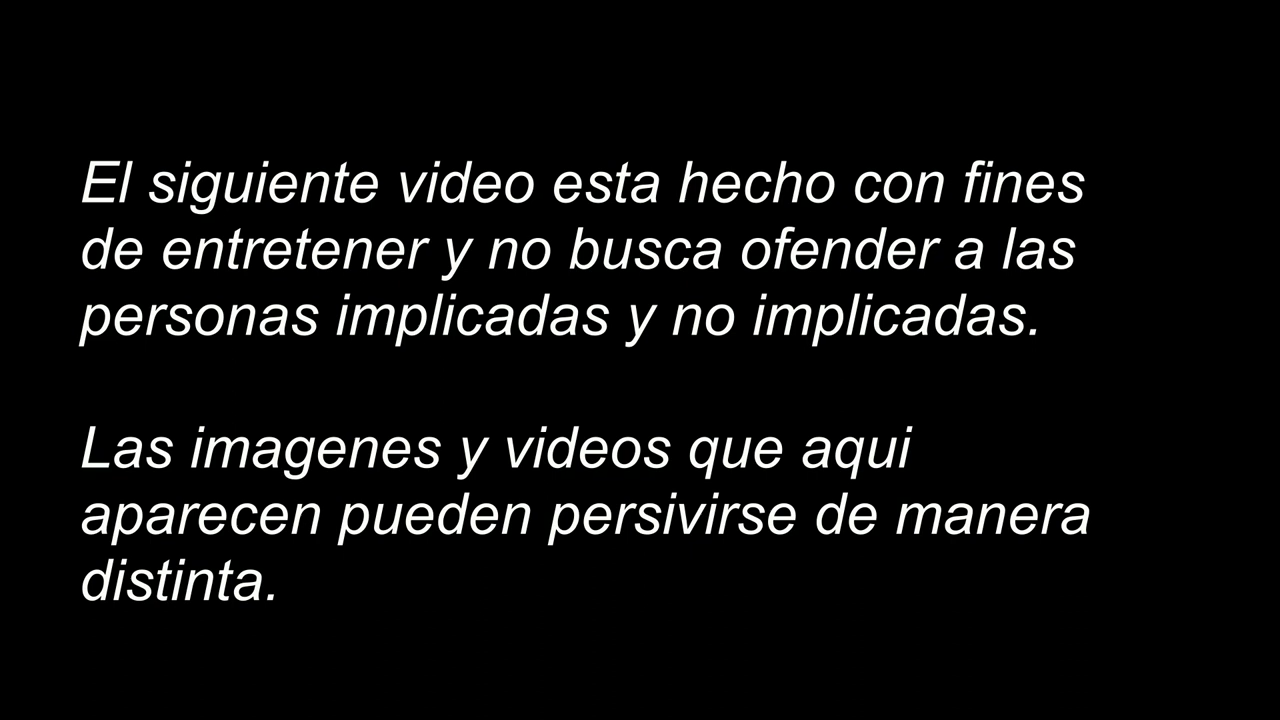 El siguiente video esta hecho con fines
de entretener y no busca ofender a las
personas implicadas y no implicadas.
Las imagenes y videos que aqui
aparecen pueden persivirse de manera
distinta.